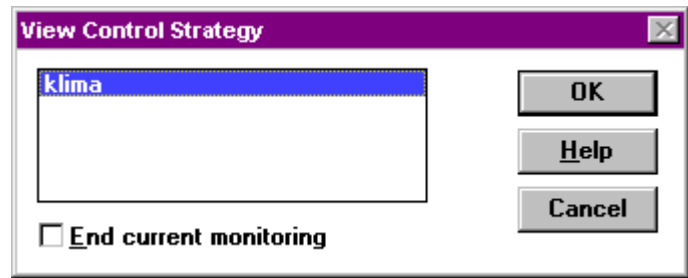 View Control Strategy
klima
OK
Help
Cancel
End current monitoring